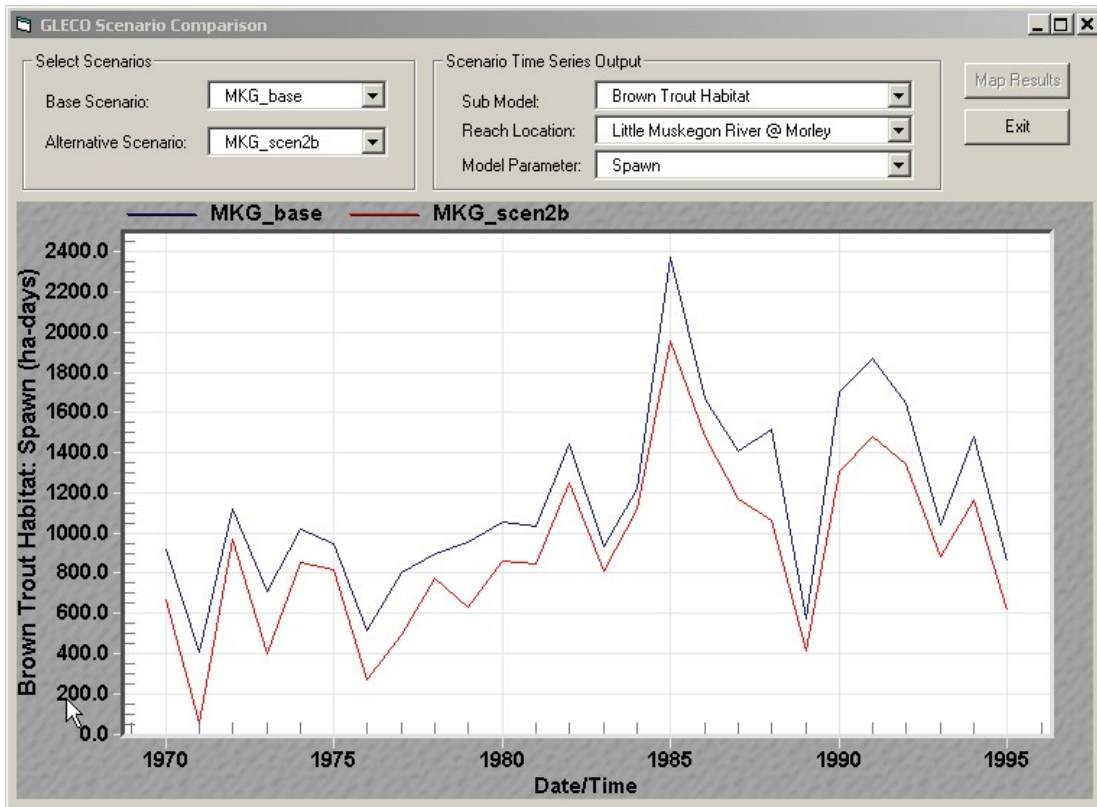 GLECO Scenario Comparison
Select Scenarios
Base Scenario: MKG_base
Alternative Scenario: MKG_scen2b
Scenario Time Series Output
Sub Model: Brown Trout Habitat
Reach Location: Little Muskegon River @ Morley
Model Parameter: Spawn
Map Results
Exit
MKG_base MKG_scen2b
Brown Trout Habitat: Spawn (ha-days)
2400.0
2200.0
2000.0
1800.0
1600.0
1400.0
1200.0
1000.0
800.0
600.0
400.0
200.0
0.0
1970 1975 1980 1985 1990 1995
Date/Time